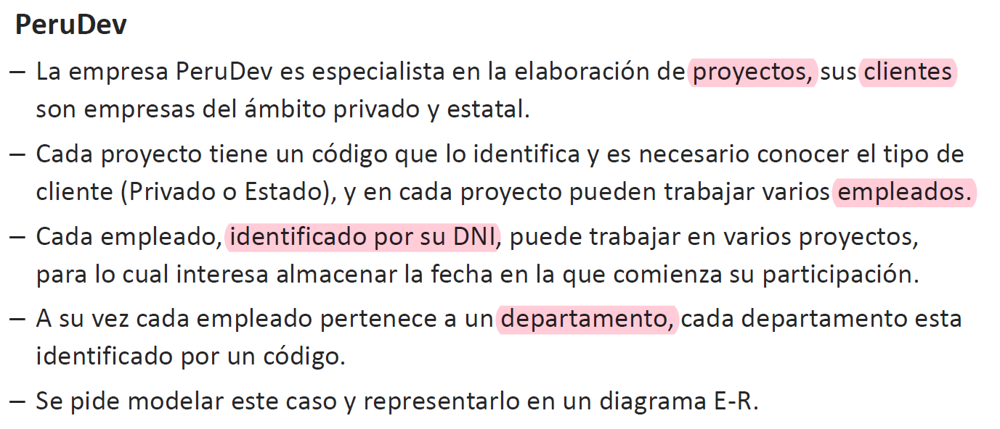 PeruDev
– La empresa PeruDev es especialista en la elaboración de proyectos, sus clientes
son empresas del ámbito privado y estatal.
– Cada proyecto tiene un código que lo identifica y es necesario conocer el tipo de
cliente (Privado o Estado), y en cada proyecto pueden trabajar varios empleados.
– Cada empleado, identificado por su DNI, puede trabajar en varios proyectos,
para lo cual interesa almacenar la fecha en la que comienza su participación.
– A su vez cada empleado pertenece a un departamento, cada departamento esta
identificado por un código.
– Se pide modelar este caso y representarlo en un diagrama E-R.